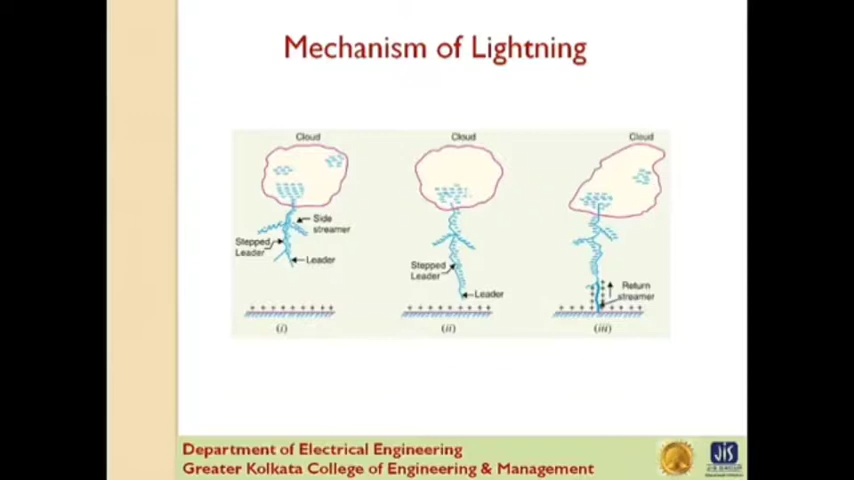 Mechanism of Lightning
Cloud
Cloud
Cloud
Side
streamer
Stepped
Leader
Leader
Stepped
Leader
Leader
Return
streamer
(i)
(ii)
(iii)
Department of Electrical Engineering
Greater Kolkata College of Engineering & Management
JIS